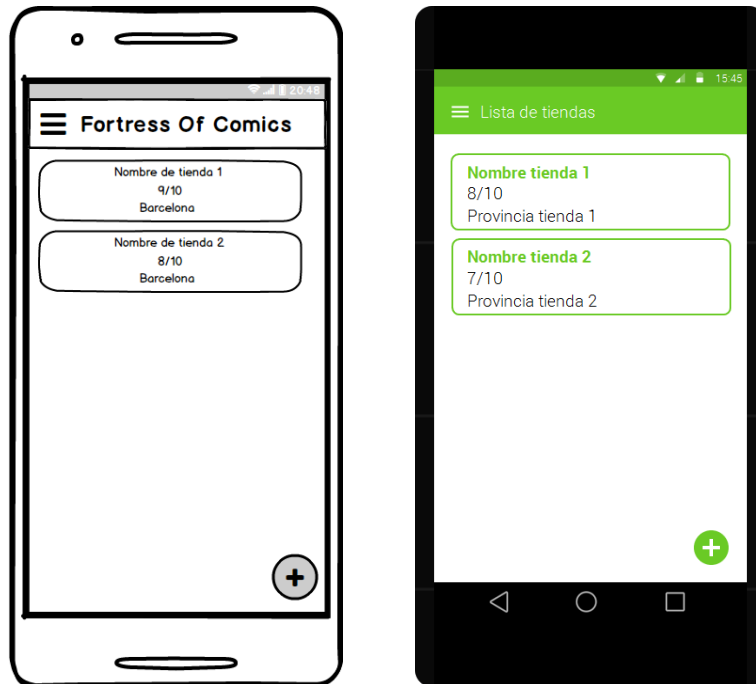 20:48
Fortress Of Comics
Nombre de tienda 1
9/10
Barcelona
Nombre de tienda 2
8/10
Barcelona
15:45
Lista de tiendas
Nombre tienda 1
8/10
Provincia tienda 1
Nombre tienda 2
7/10
Provincia tienda 2